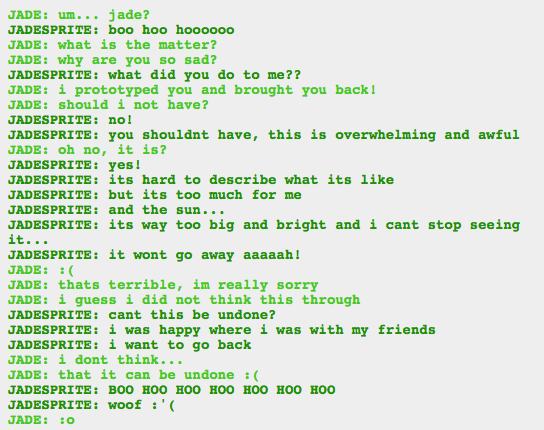 JADE: um... jade?
JADESPRITE: boo hoo hoooooo
JADE: what is the matter?
JADE: why are you so sad?
JADESPRITE: what did you do to me??
JADE: i prototyped you and brought you back!
JADE: should i not have?
JADESPRITE: no!
JADESPRITE: you shouldnt have, this is overwhelming and awful
JADE: oh no, it is?
JADESPRITE: yes!
JADESPRITE: its hard to describe what its like
JADESPRITE: but its too much for me
JADESPRITE: and the sun...
JADESPRITE: its way too big and bright and i cant stop seeing
it...
JADESPRITE: it wont go away aaaaah!
JADE: :(
JADE: thats terrible, im really sorry
JADE: i guess i did not think this through
JADESPRITE: cant this be undone?
JADESPRITE: i was happy where i was with my friends
JADESPRITE: i want to go back
JADE: i dont think...
JADE: that it can be undone :(
JADESPRITE: BOO HOO HOO HOO HOO HOO HOO
JADESPRITE: woof :'(
JADE: :o